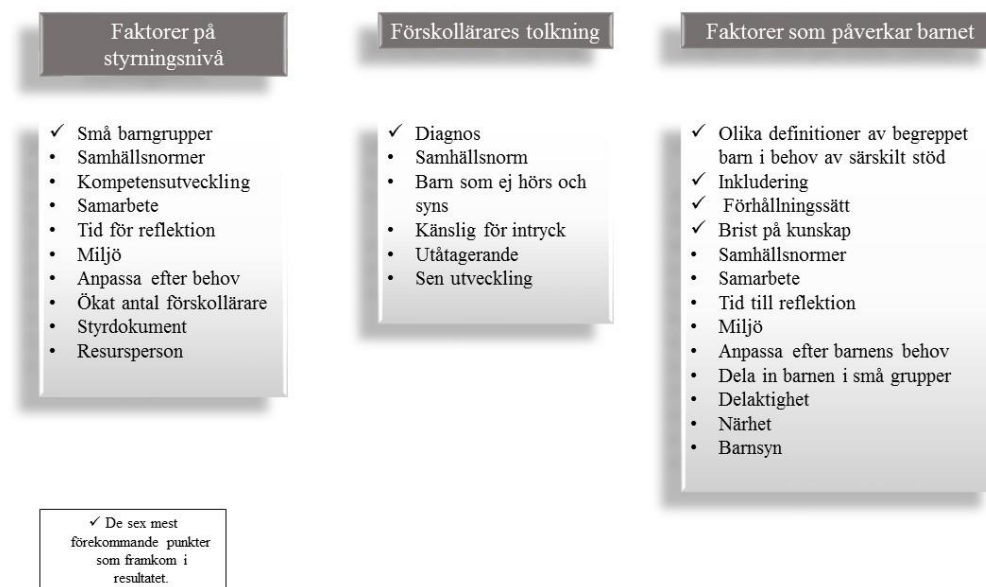 Faktorer på
styrningsnivå
✓ Små barngrupper
• Samhällsnormer
• Kompetensutveckling
• Samarbete
• Tid för reflektion
• Miljö
• Anpassa efter behov
• Ökat antal förskollärare
• Styrdokument
• Resursperson
Förskollärares tolkning
✓ Diagnos
• Samhällsnorm
• Barn som ej hörs och
syns
• Känslig för intryck
• Utåtagerande
• Sen utveckling
Faktorer som påverkar barnet
✓ Olika definitioner av begreppet
barn i behov av särskilt stöd
✓ Inkludering
✓ Förhållningssätt
✓ Brist på kunskap
• Samhällsnormer
• Samarbete
• Tid till reflektion
• Miljö
• Anpassa efter barnens behov
• Dela in barnen i små grupper
• Delaktighet
• Närhet
• Barnsyn
✓ De sex mest
förekommande punkter
som framkom i
resultatet.